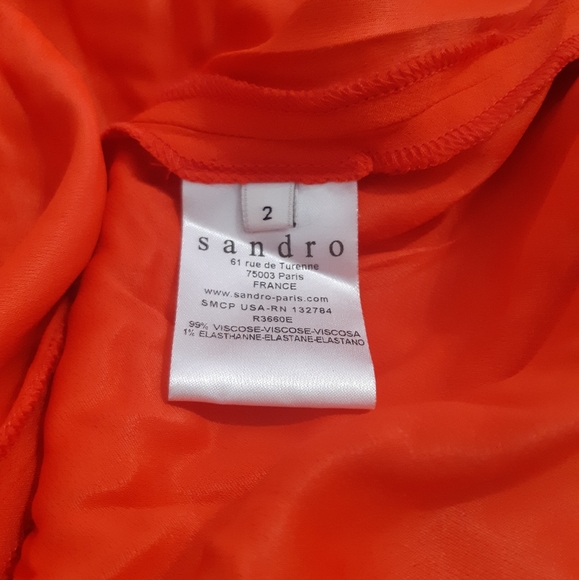 2
sandro
61 rue de Turenne
75003 Paris
FRANCE
www.sandro-paris.com
SMCP USA-RN 132784
R3660E
99% VISCOSE-VISCOSE-VISCOSA
1% ELASTHANNE-ELASTANE-ELASTANO